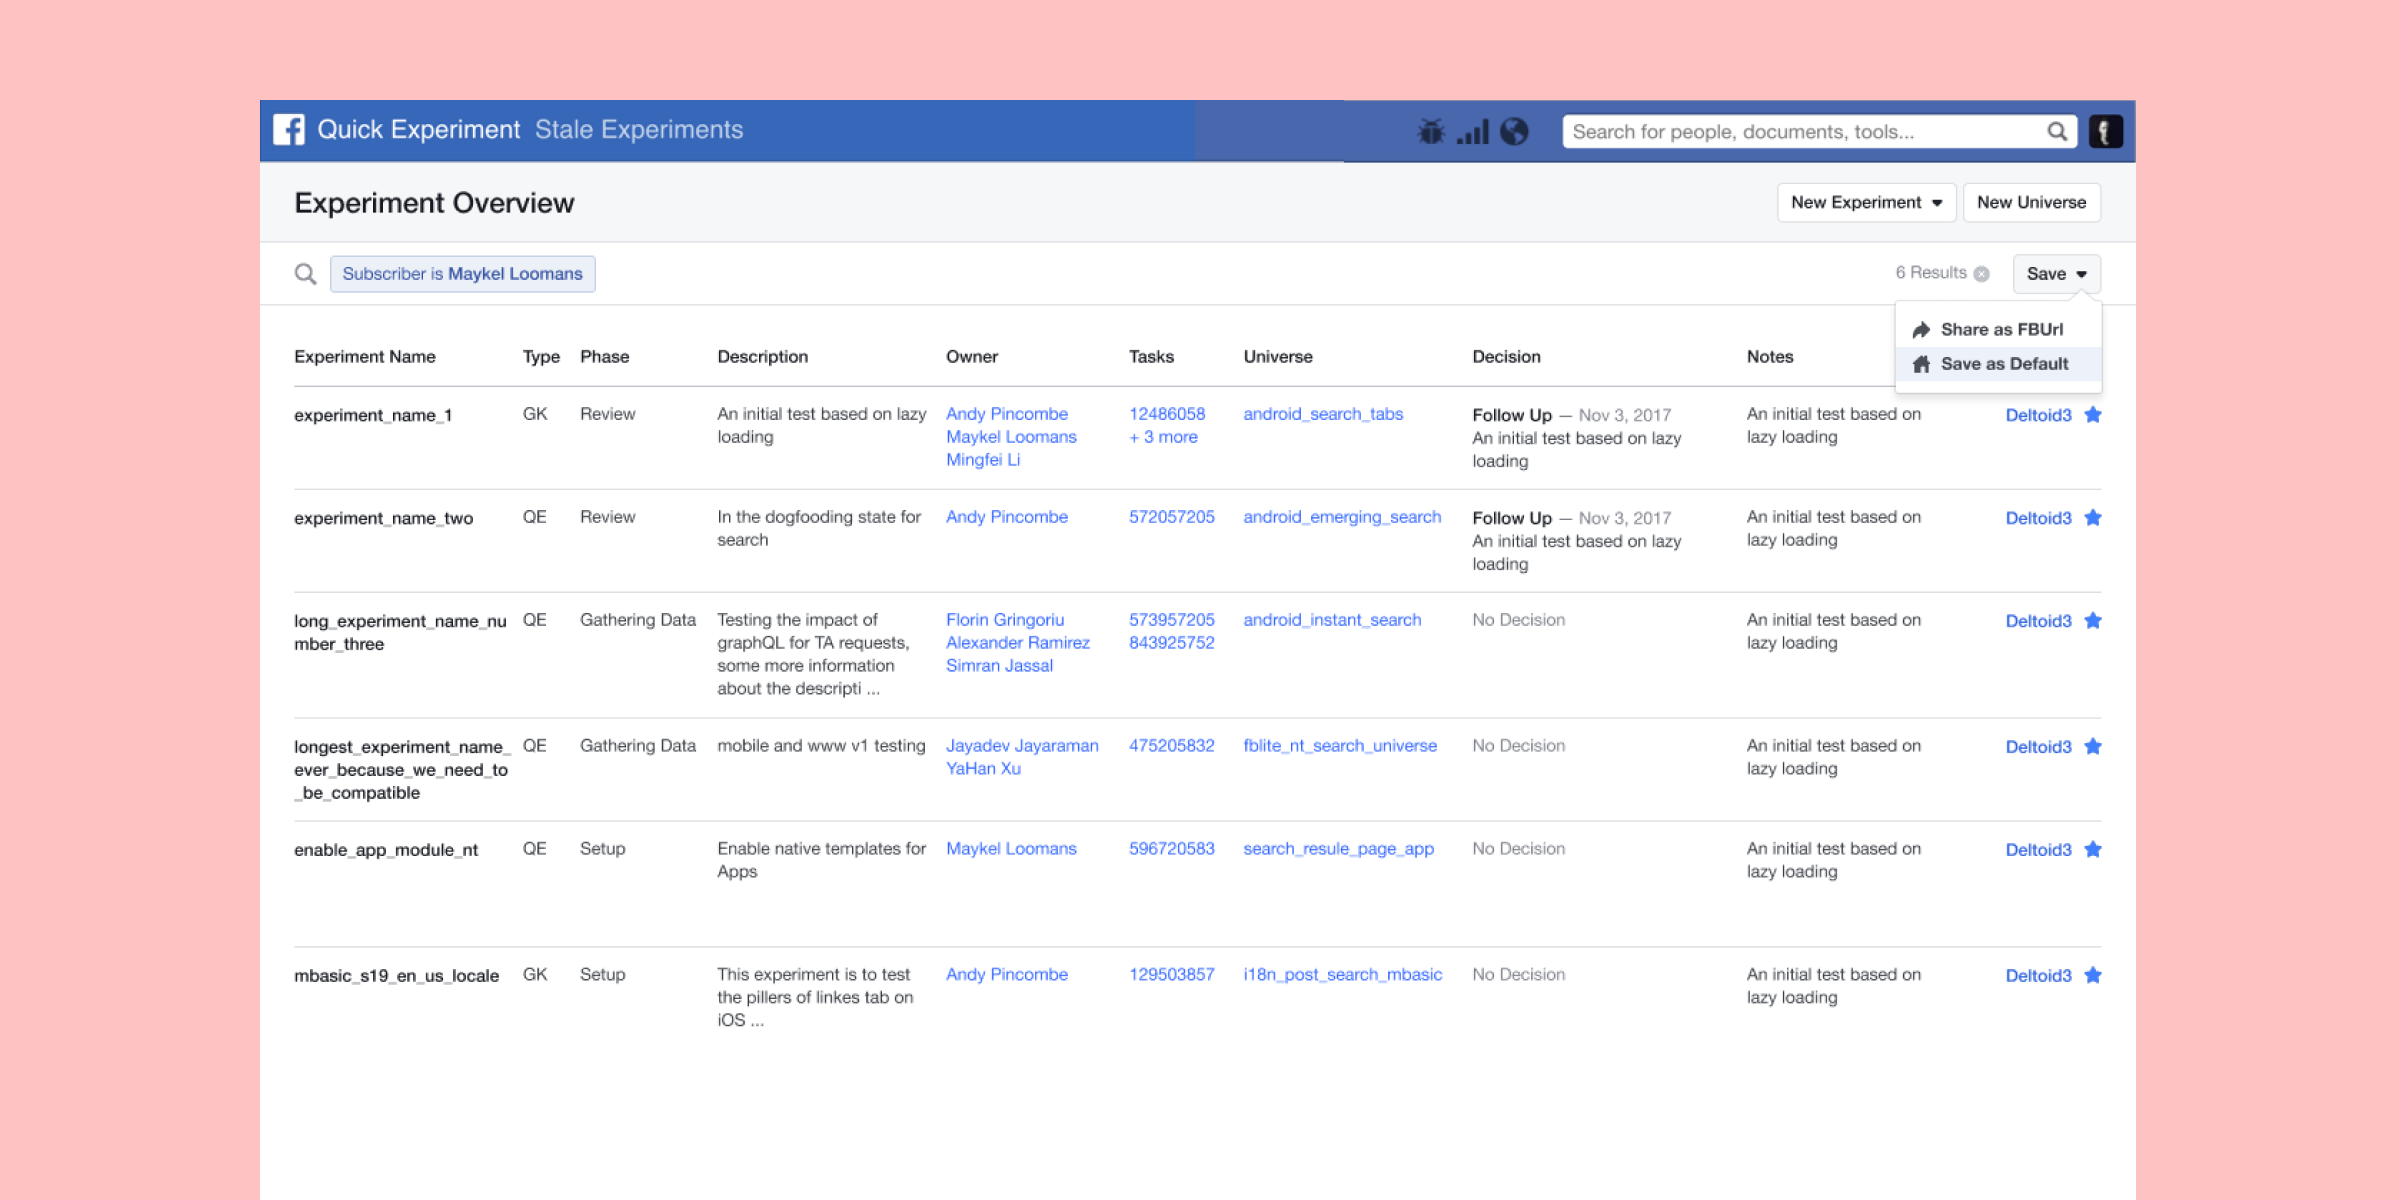 Quick Experiment Stale Experiments
Search for people, documents, tools...
Experiment Overview
New Experiment
New Universe
Subscriber is Maykel Loomans
6 Results
Save
Share as FBUrl
Save as Default
Experiment Name Type Phase Description Owner Tasks Universe Decision Notes
experiment_name_1 GK Review An initial test based on lazy Andy Pincombe 12486058 android_search_tabs Follow Up — Nov 3, 2017 An initial test based on Deltoid3
loading Maykel Loomans + 3 more An initial test based on lazy lazy loading
Mingfei Li loading
experiment_name_two QE Review In the dogfooding state for Andy Pincombe 572057205 android_emerging_search Follow Up — Nov 3, 2017 An initial test based on Deltoid3
search An initial test based on lazy lazy loading
loading
long_experiment_name_nu QE Gathering Data Testing the impact of Florin Gringoriu 573957205 android_instant_search No Decision An initial test based on Deltoid3
mber_three graphQL for TA requests, Alexander Ramirez 843925752 lazy loading
some more information Simran Jassal
about the descripti ...
longest_experiment_name_ QE Gathering Data mobile and www v1 testing Jayadev Jayaraman 475205832 fblite_nt_search_universe No Decision An initial test based on Deltoid3
ever_because_we_need_to YaHan Xu lazy loading
_be_compatible
enable_app_module_nt QE Setup Enable native templates for Maykel Loomans 596720583 search_resule_page_app No Decision An initial test based on Deltoid3
Apps lazy loading
mbasic_s19_en_us_locale GK Setup This experiment is to test Andy Pincombe 129503857 i18n_post_search_mbasic No Decision An initial test based on Deltoid3
the pillers of linkes tab on lazy loading
iOS ...